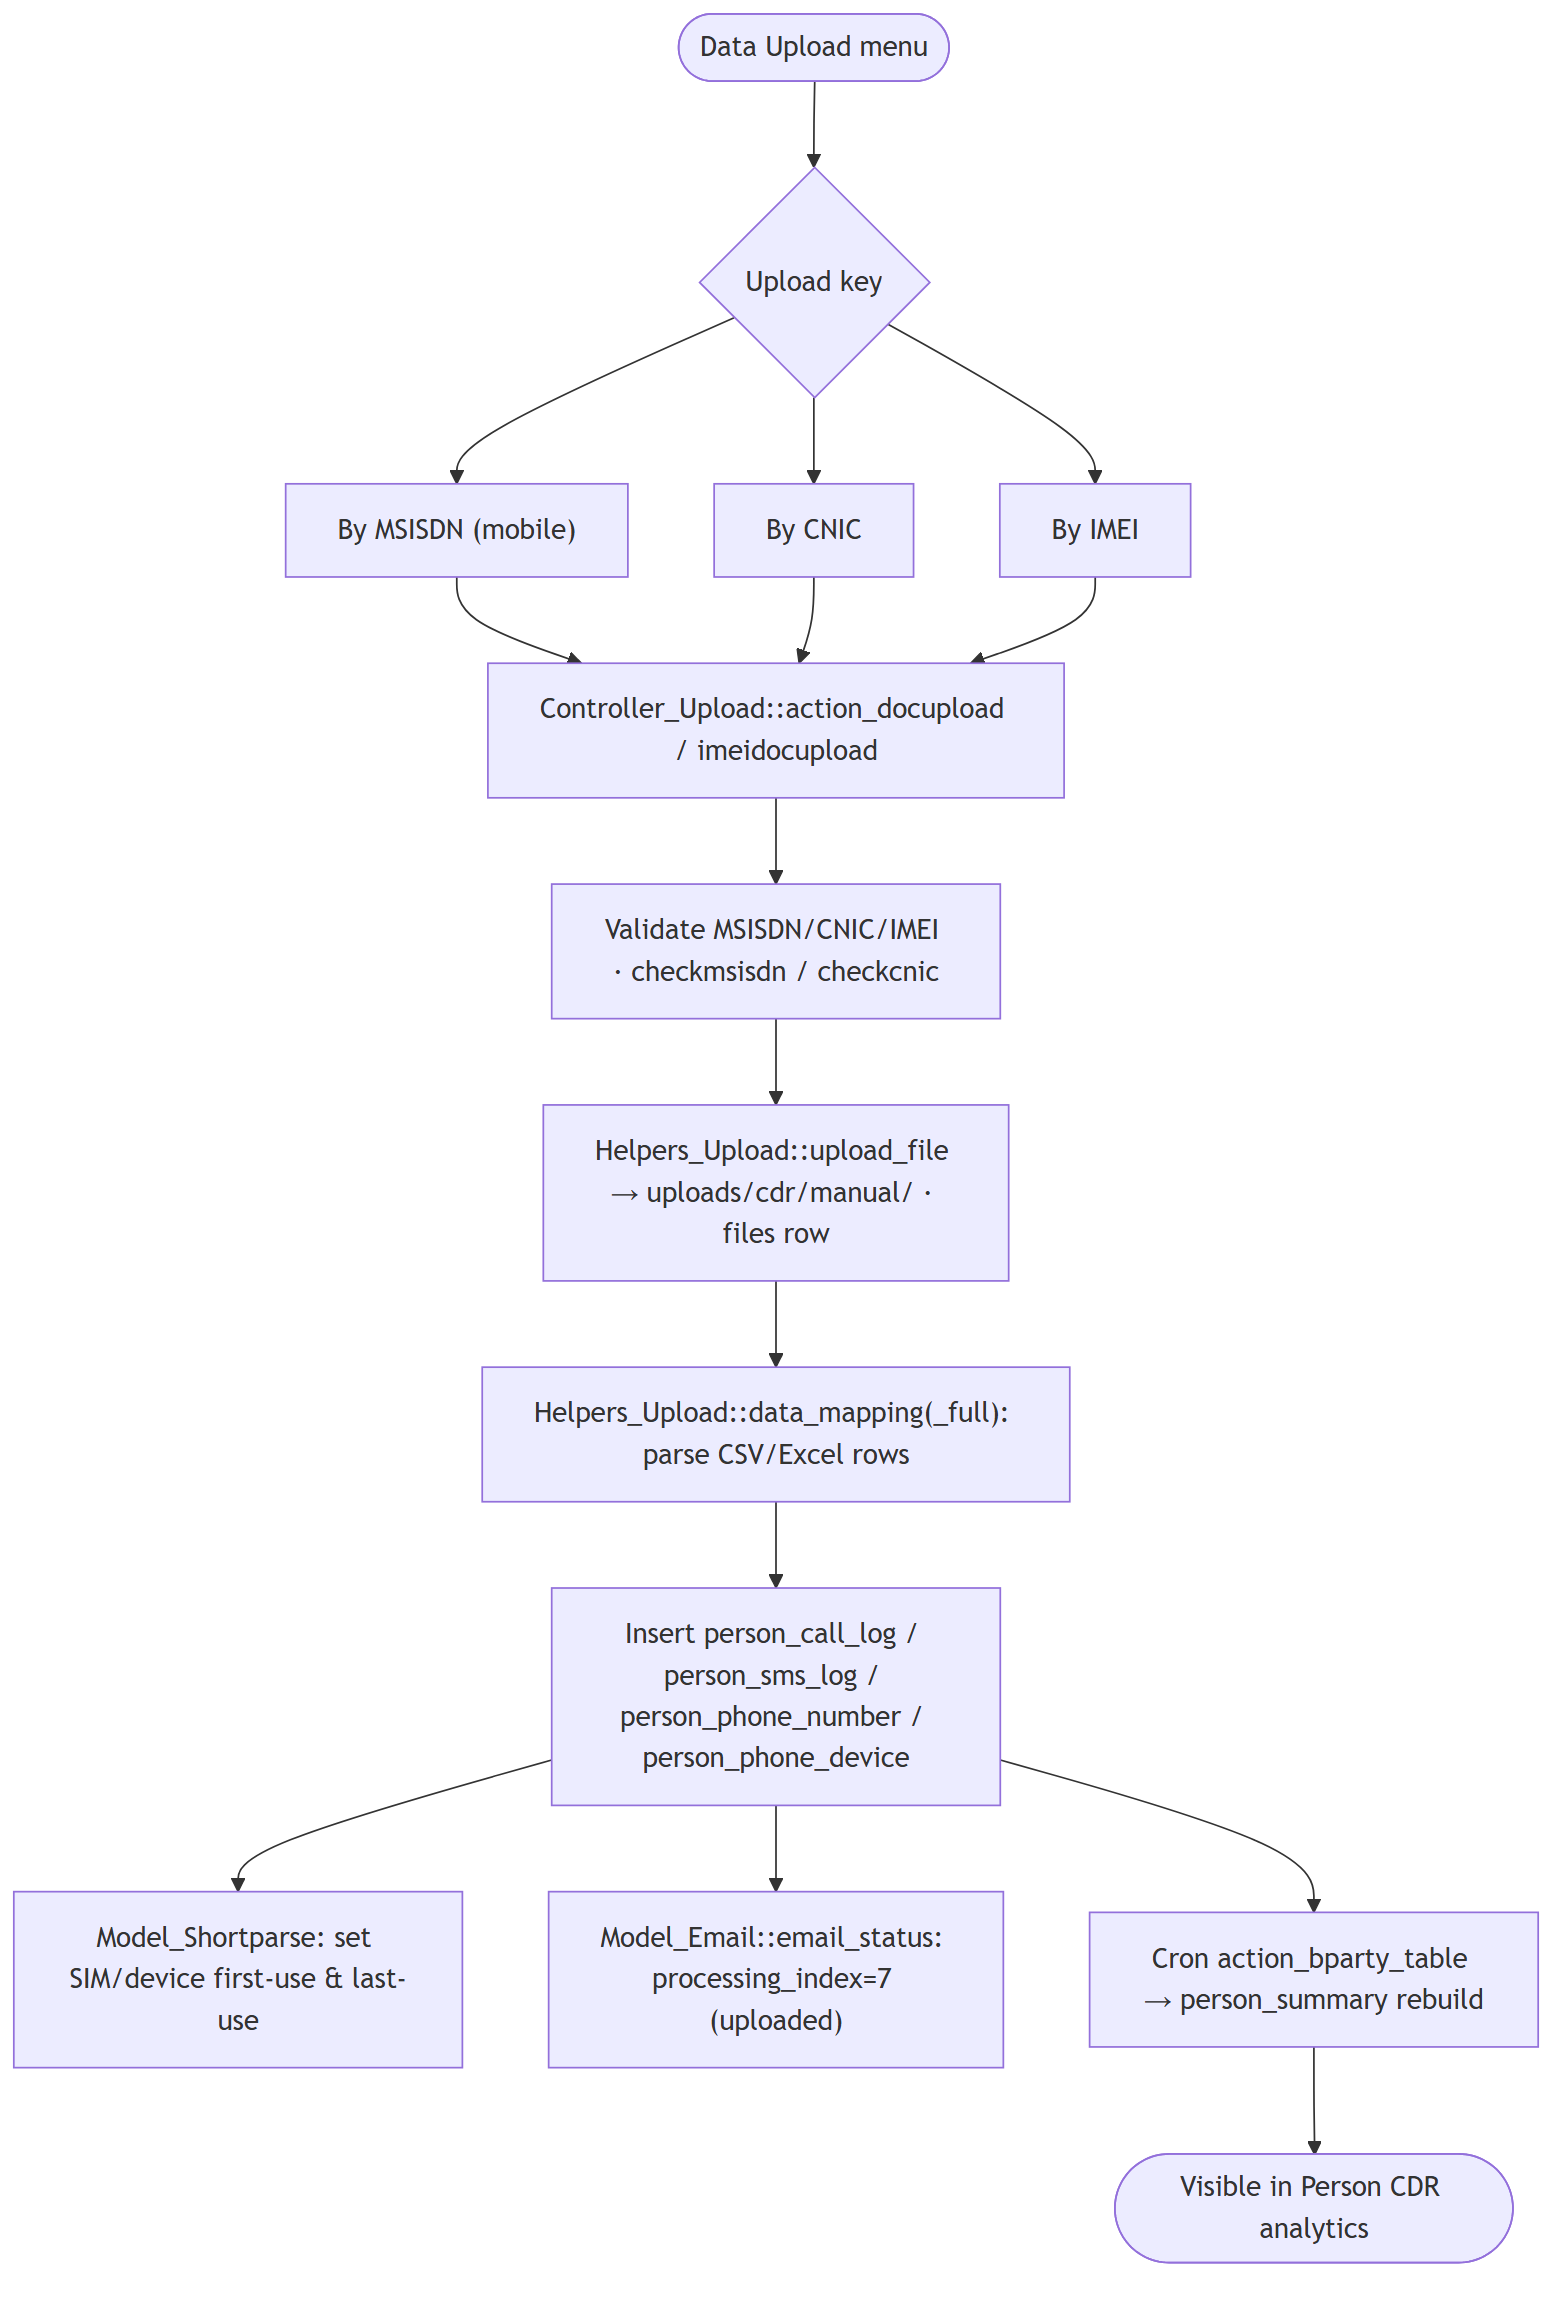 Data Upload menu
Upload key
By MSISDN (mobile)
By CNIC
By IMEI
Controller_Upload::action_docupload
/ imeidocupload
Validate MSISDN/CNIC/IMEI
· checkmsisdn / checkcnic
Helpers_Upload::upload_file
→ uploads/cdr/manual/ ·
files row
Helpers_Upload::data_mapping(_full):
parse CSV/Excel rows
Insert person_call_log /
person_sms_log /
person_phone_number /
person_phone_device
Model_Shortparse: set
SIM/device first-use & last-
use
Model_Email::email_status:
processing_index=7
(uploaded)
Cron action_bparty_table
→ person_summary rebuild
Visible in Person CDR
analytics